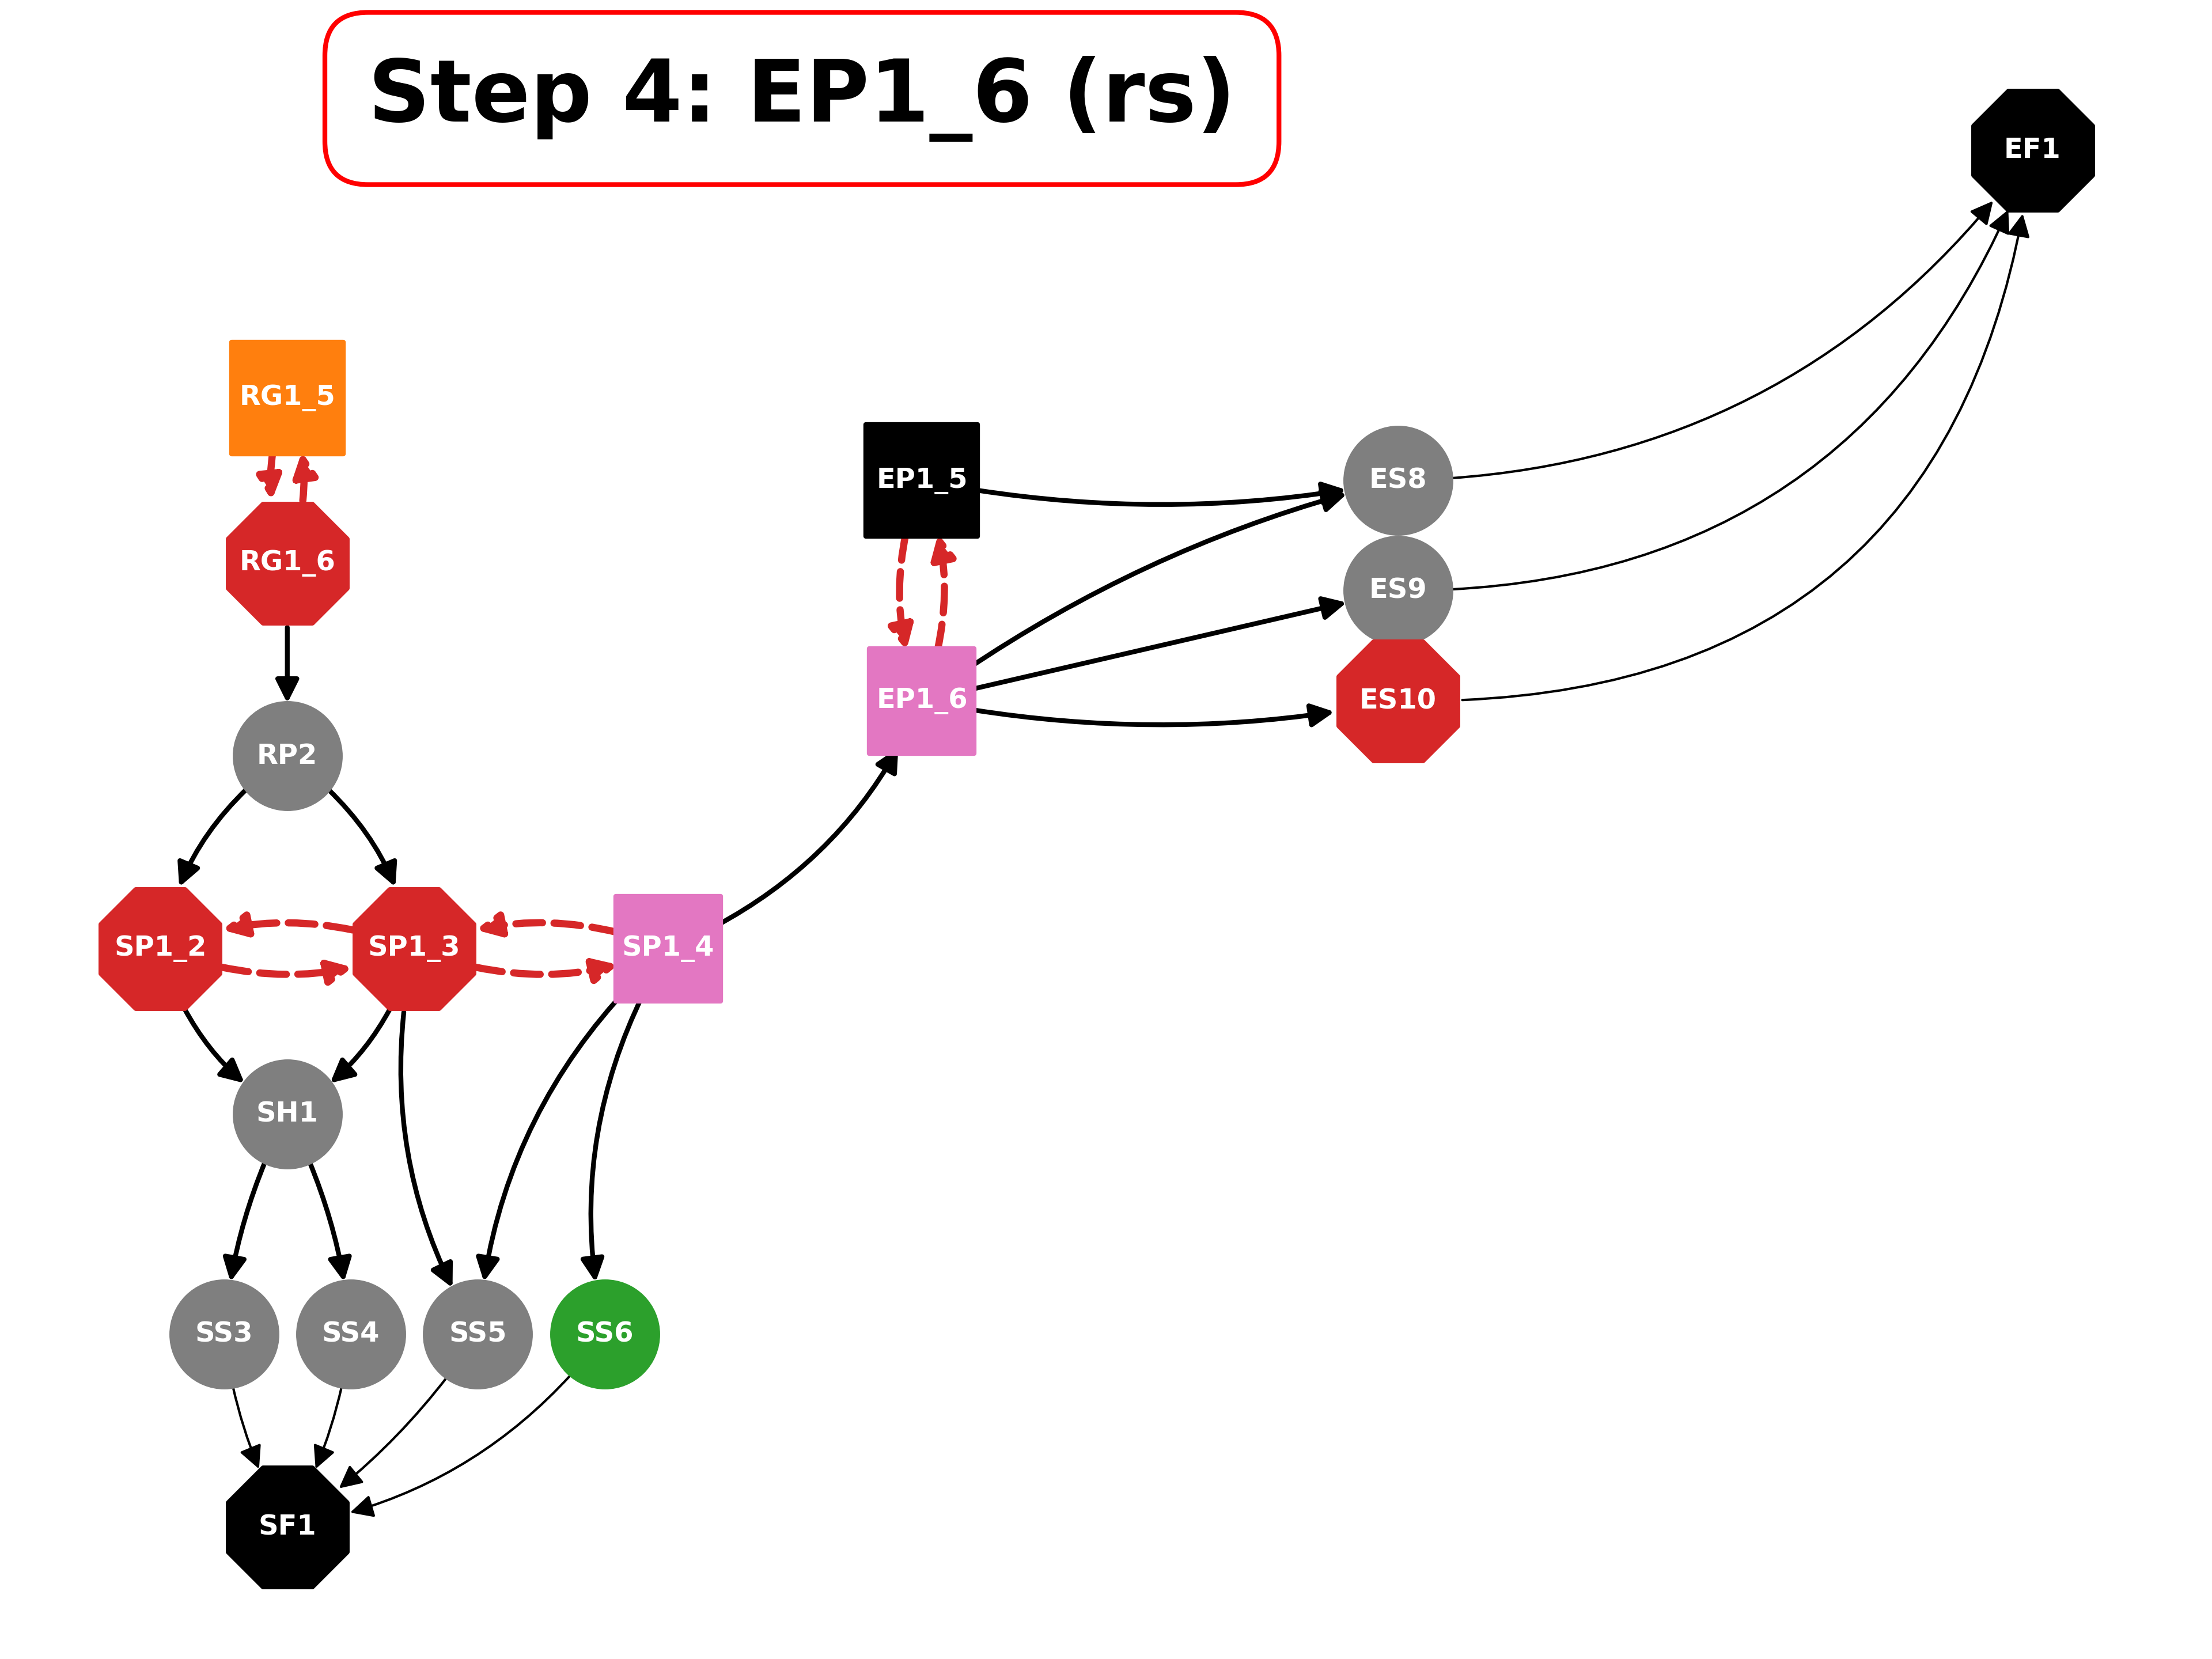 Step 4: EP1_6 (rs)
EF1
RG1_5
EP1_5
ES8
RG1_6
ES9
EP1_6
ES10
RP2
SP1_2
SP1_3
SP1_4
SH1
SS3
SS4
SS5
SS6
SF1